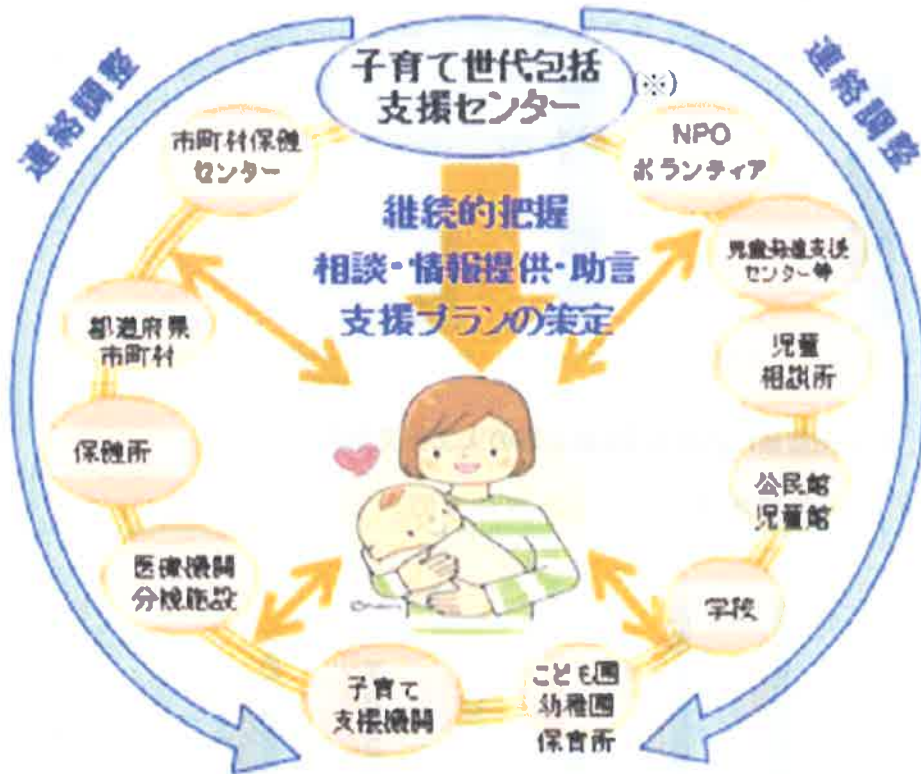 子育て世代包括
支援センター
(※)
連絡調整
連絡調整
市町村保健
センター
NPO
ボランティア
継続的把握
相談・情報提供・助言
支援プランの策定
児童発達支援
センター等
都道府県
市町村
児童
相談所
保健所
公民館
児童館
医療機関
分娩施設
学校
子育て
支援機関
こども園
幼稚園
保育所